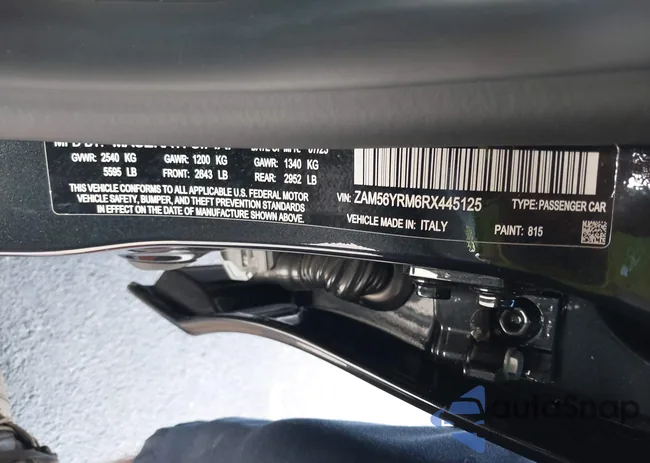 GVWR: 2540 KG GAWR: 1200 KG GAWR: 1340 KG
5595 LB FRONT: 2643 LB REAR: 2952 LB
THIS VEHICLE CONFORMS TO ALL APPLICABLE U.S. FEDERAL MOTOR
VEHICLE SAFETY, BUMPER, AND THEFT PREVENTION STANDARDS
IN EFFECT ON THE DATE OF MANUFACTURE SHOWN ABOVE.
VIN: ZAM56YRM6RX445125 TYPE: PASSENGER CAR
VEHICLE MADE IN: ITALY PAINT: 815
autoSnap